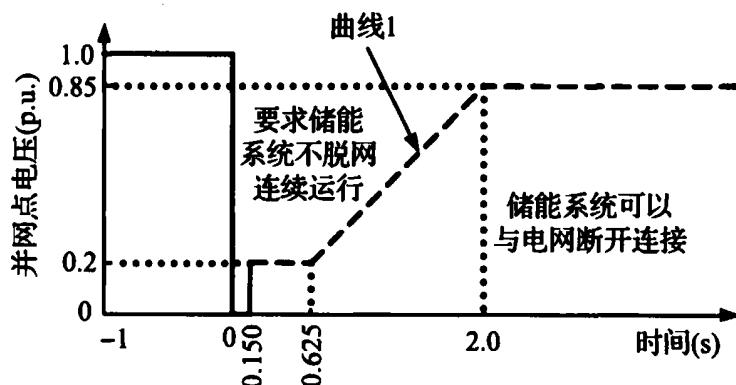 曲线1
并网点电压(p.u.)
1.0
0.85
0.2
0
要求储能
系统不脱网
连续运行
储能系统可以
与电网断开连接
-1
0
0.150
0.625
2.0
时间(s)